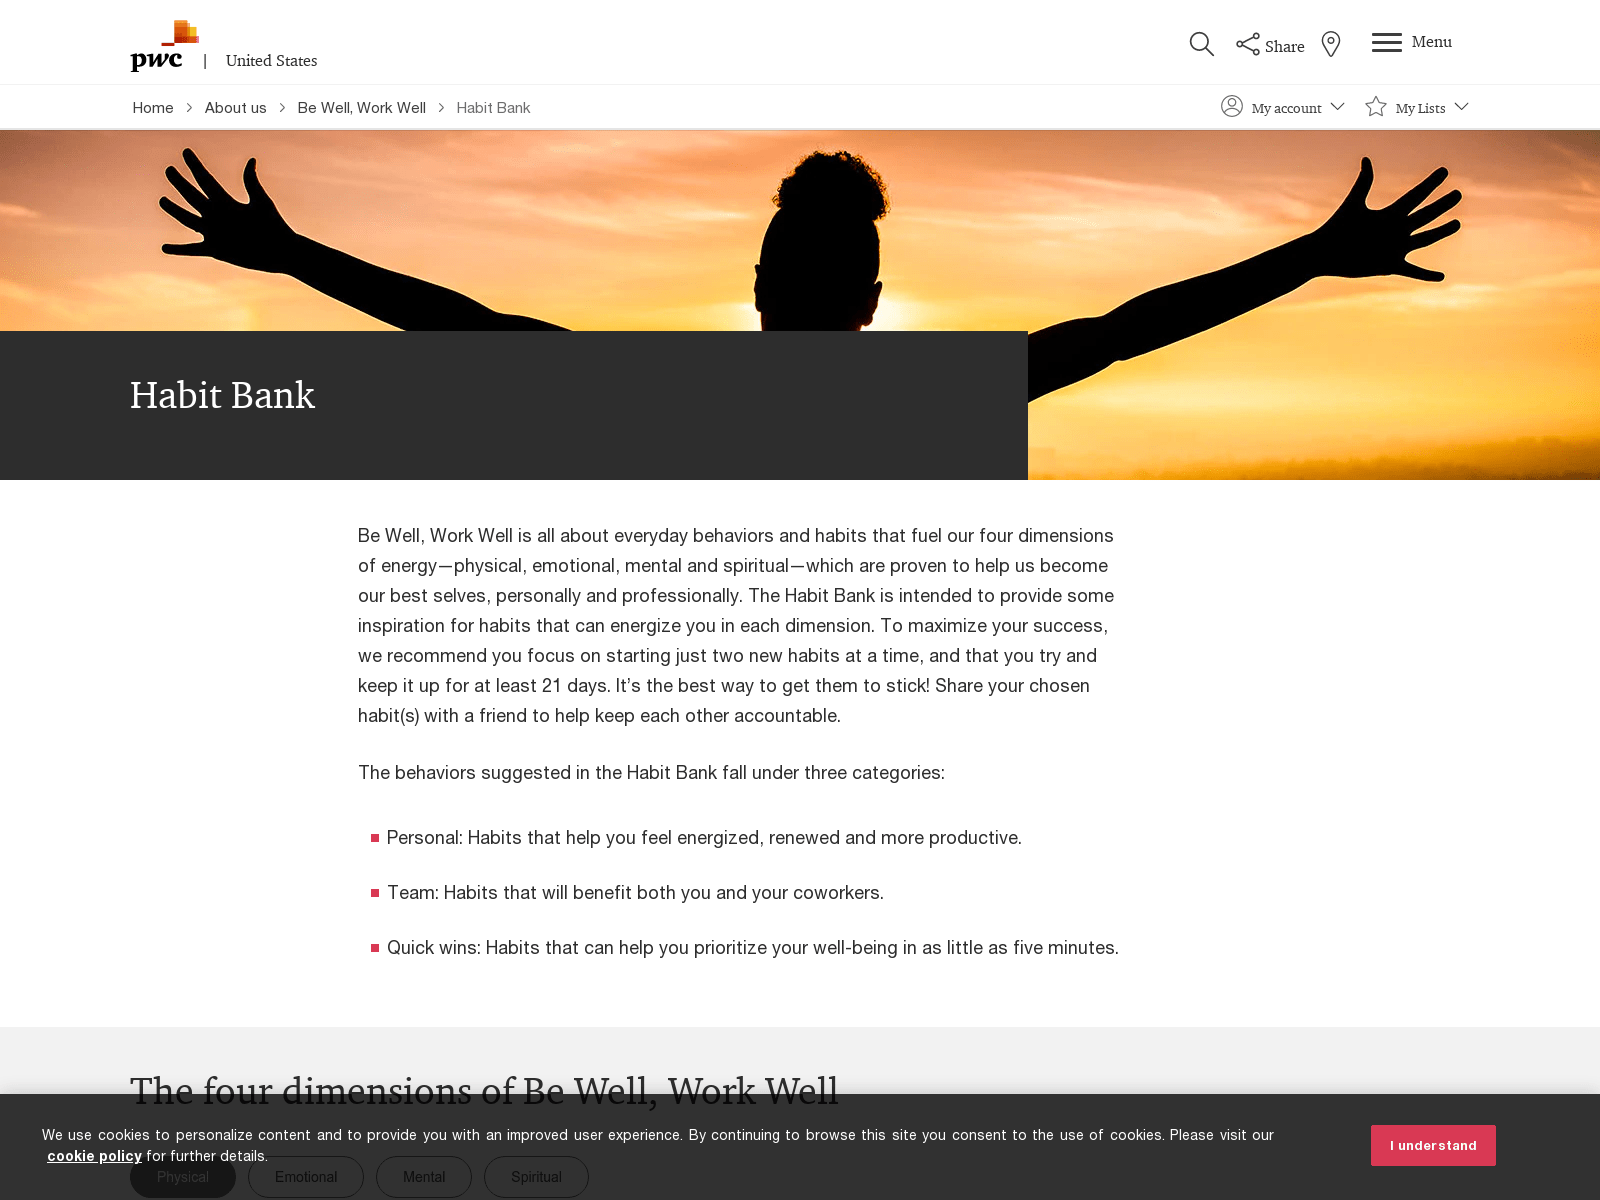 pwc | United States
Share
Menu
Home > About us > Be Well, Work Well > Habit Bank
My account
My Lists
Habit Bank
Be Well, Work Well is all about everyday behaviors and habits that fuel our four dimensions
of energy—physical, emotional, mental and spiritual—which are proven to help us become
our best selves, personally and professionally. The Habit Bank is intended to provide some
inspiration for habits that can energize you in each dimension. To maximize your success,
we recommend you focus on starting just two new habits at a time, and that you try and
keep it up for at least 21 days. It’s the best way to get them to stick! Share your chosen
habit(s) with a friend to help keep each other accountable.
The behaviors suggested in the Habit Bank fall under three categories:
Personal: Habits that help you feel energized, renewed and more productive.
Team: Habits that will benefit both you and your coworkers.
Quick wins: Habits that can help you prioritize your well-being in as little as five minutes.
The four dimensions of Be Well, Work Well
We use cookies to personalize content and to provide you with an improved user experience. By continuing to browse this site you consent to the use of cookies. Please visit our
cookie policy for further details.
I understand
Physical
Emotional
Mental
Spiritual